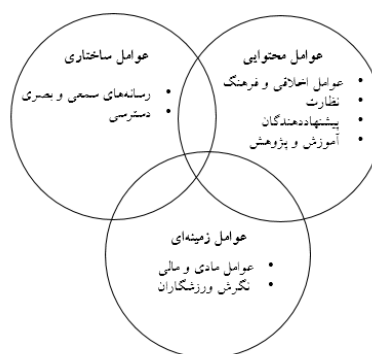 عوامل محتوایی
عوامل اخلاقی و فرهنگ
نظارت
پیشنهاددهندگان
آموزش و پژوهش
عوامل ساختاری
رسانه‌های سمعی و بصری
دسترسی
عوامل زمینه‌ای
عوامل مادی و مالی
نگرش ورزشکاران